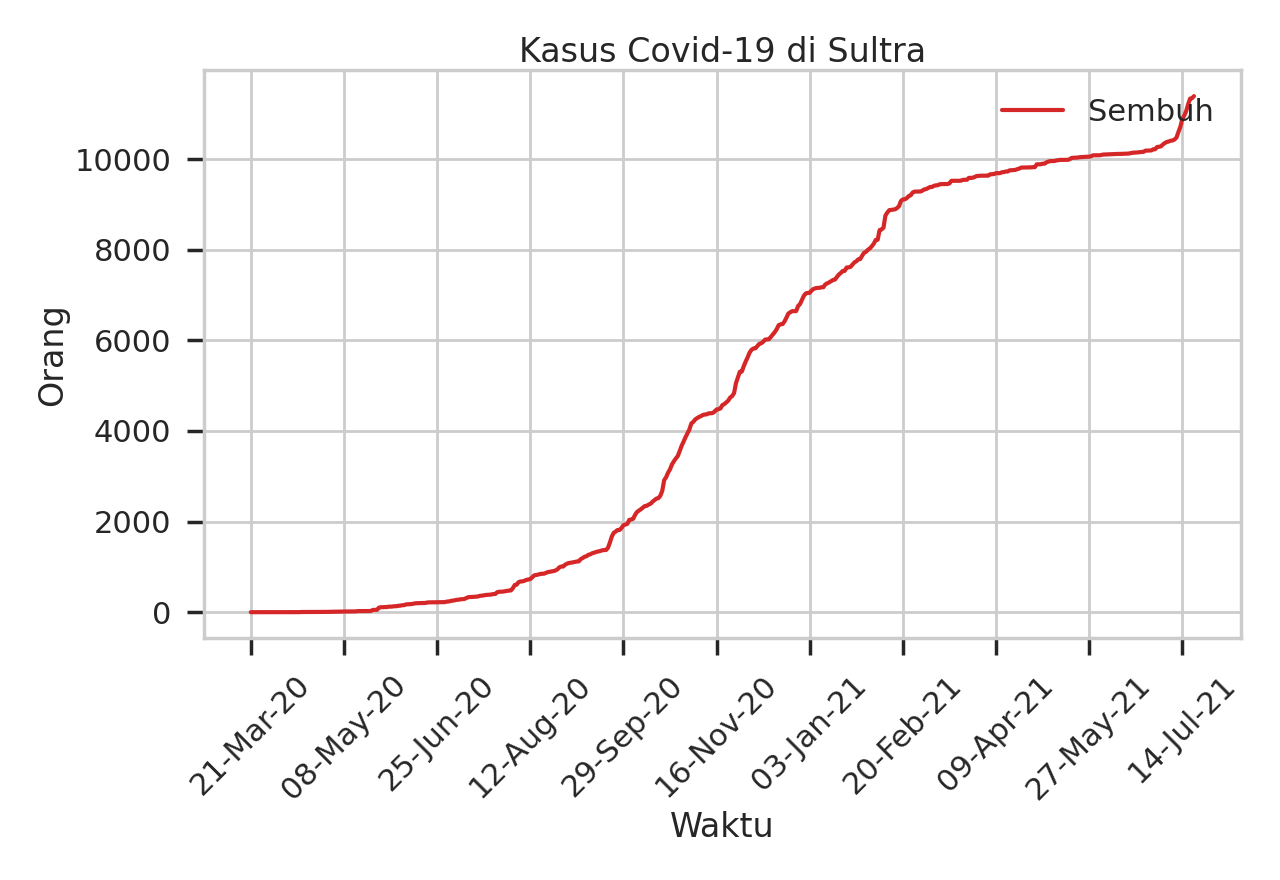 Kasus Covid-19 di Sultra
Sembuh
Orang
10000
8000
6000
4000
2000
0
21-Mar-20
08-May-20
25-Jun-20
12-Aug-20
29-Sep-20
16-Nov-20
03-Jan-21
20-Feb-21
09-Apr-21
27-May-21
14-Jul-21
Waktu